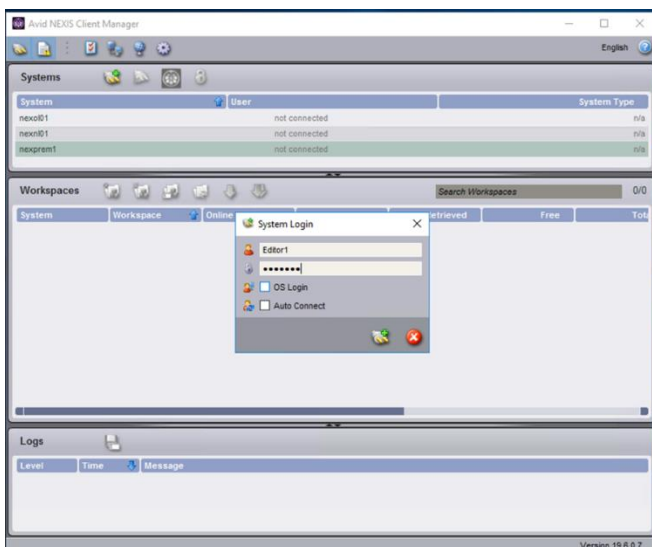 Avid NEXIS Client Manager
English
Systems
System User System Type
nexol01 not connected n/a
nexnl01 not connected n/a
nexprem1 not connected n/a
Workspaces Search Workspaces 0/0
System Workspace Online etrieved Free Tota
System Login
Editor1
•••••••
OS Login
Auto Connect
Logs
Level Time Message
Version 19.6.0.7